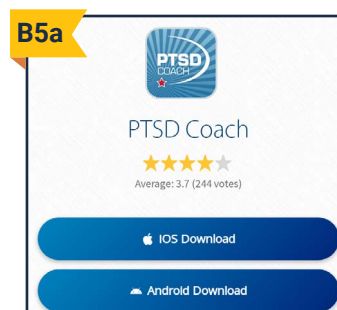 B5a
PTSD
COACH
PTSD Coach
Average: 3.7 (244 votes)
IOS Download
Android Download